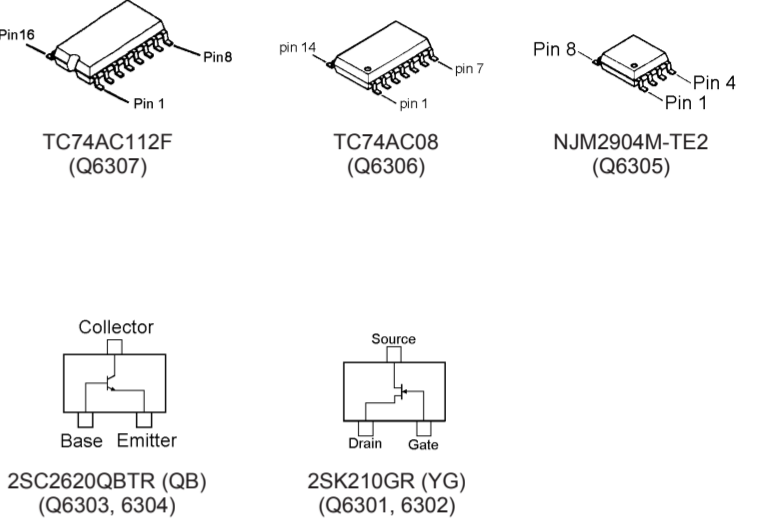 Pin16
Pin8
Pin 1
TC74AC112F
(Q6307)
pin 14
pin 7
pin 1
TC74AC08
(Q6306)
Pin 8
Pin 4
Pin 1
NJM2904M-TE2
(Q6305)
Collector
Base Emitter
2SC2620QBTR (QB)
(Q6303, 6304)
Source
Drain Gate
2SK210GR (YG)
(Q6301, 6302)